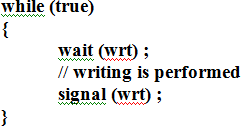 while (true)
{
wait (wrt) ;
// writing is performed
signal (wrt) ;
}